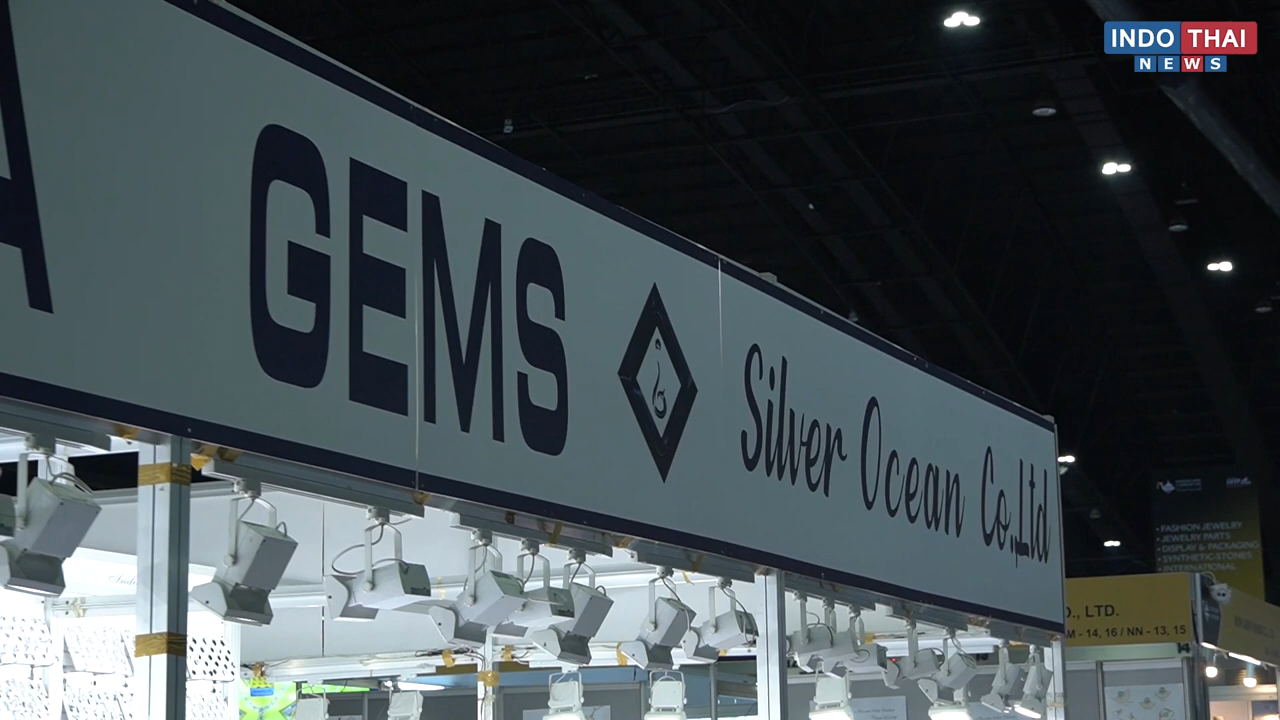 INDO THAI
NEWS
A GEMS Silver Ocean Co.,Ltd
• FASHION JEWELRY
• JEWELRY PARTS
• DISPLAY & PACKAGING
• SYNTHETIC STONES
• INTERNATIONAL
O., LTD.
M - 14, 16 / NN - 13, 15